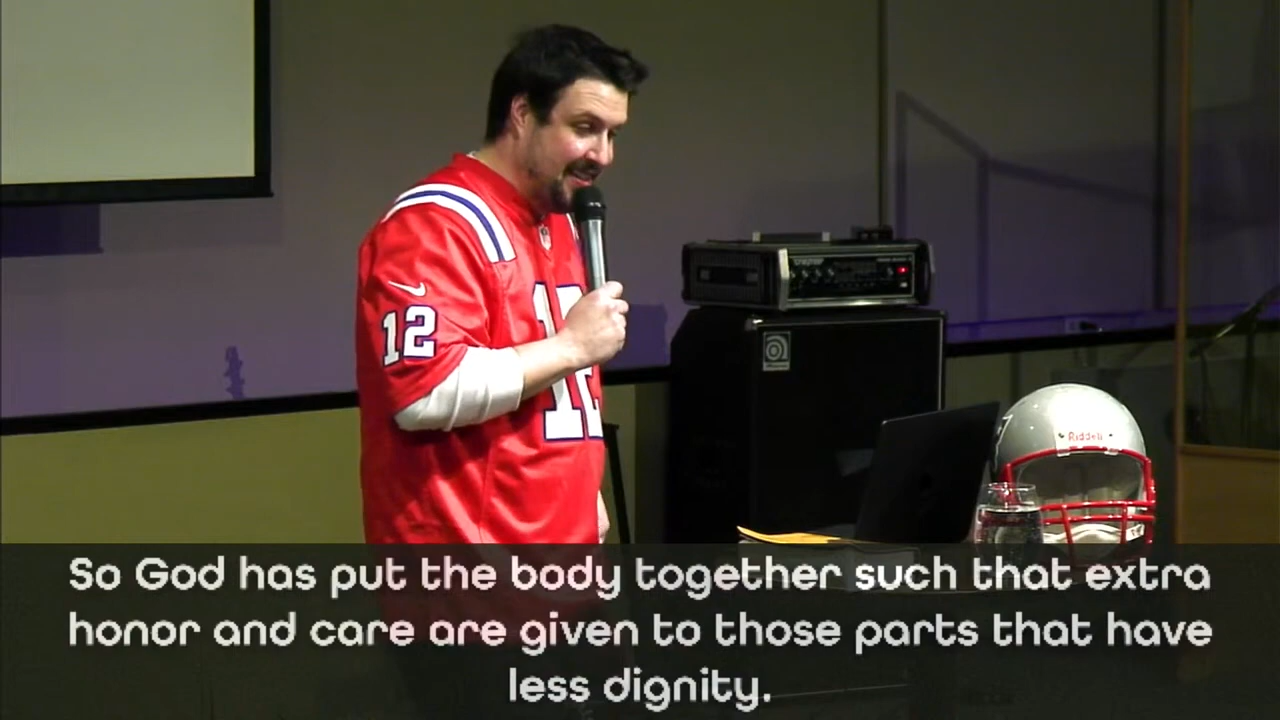 12
12
Riddell
So God has put the body together such that extra
honor and care are given to those parts that have
less dignity.